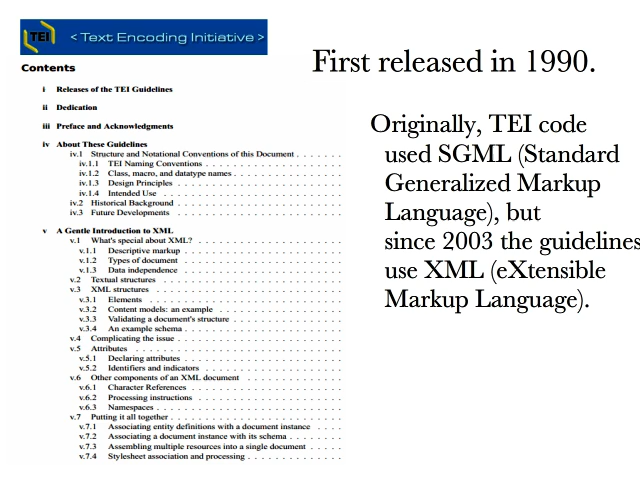 TEI < Text Encoding Initiative >
Contents
i Releases of the TEI Guidelines
ii Dedication
iii Preface and Acknowledgments
iv About These Guidelines
iv.1 Structure and Notational Conventions of this Document . . . . . . .
iv.1.1 TEI Naming Conventions . . . . . . . . . . . . . . . . . .
iv.1.2 Class, macro, and datatype names . . . . . . . . . . . . .
iv.1.3 Design Principles . . . . . . . . . . . . . . . . . . . . .
iv.1.4 Intended Use . . . . . . . . . . . . . . . . . . . . . . .
iv.2 Historical Background . . . . . . . . . . . . . . . . . . . .
iv.3 Future Developments . . . . . . . . . . . . . . . . . . . .
v A Gentle Introduction to XML
v.1 What's special about XML? . . . . . . . . . . . . . . . . .
v.1.1 Descriptive markup . . . . . . . . . . . . . . . . . . .
v.1.2 Types of document . . . . . . . . . . . . . . . . . . .
v.1.3 Data independence . . . . . . . . . . . . . . . . . . .
v.2 Textual structures . . . . . . . . . . . . . . . . . . . . .
v.3 XML structures . . . . . . . . . . . . . . . . . . . . . .
v.3.1 Elements . . . . . . . . . . . . . . . . . . . . . . .
v.3.2 Content models: an example . . . . . . . . . . . . . .
v.3.3 Validating a document's structure . . . . . . . . . . . .
v.3.4 An example schema . . . . . . . . . . . . . . . . . . .
v.4 Complicating the issue . . . . . . . . . . . . . . . . . . .
v.5 Attributes . . . . . . . . . . . . . . . . . . . . . . . .
v.5.1 Declaring attributes . . . . . . . . . . . . . . . . . .
v.5.2 Identifiers and indicators . . . . . . . . . . . . . . .
v.6 Other components of an XML document . . . . . . . . . . .
v.6.1 Character References . . . . . . . . . . . . . . . . .
v.6.2 Processing instructions . . . . . . . . . . . . . . . .
v.6.3 Namespaces . . . . . . . . . . . . . . . . . . . . . .
v.7 Putting it all together . . . . . . . . . . . . . . . . . . .
v.7.1 Associating entity definitions with a document instance . . .
v.7.2 Associating a document instance with its schema . . . . . .
v.7.3 Assembling multiple resources into a single document . . . .
v.7.4 Stylesheet association and processing . . . . . . . . . . .
First released in 1990.
Originally, TEI code
used SGML (Standard
Generalized Markup
Language), but
since 2003 the guidelines
use XML (eXtensible
Markup Language).